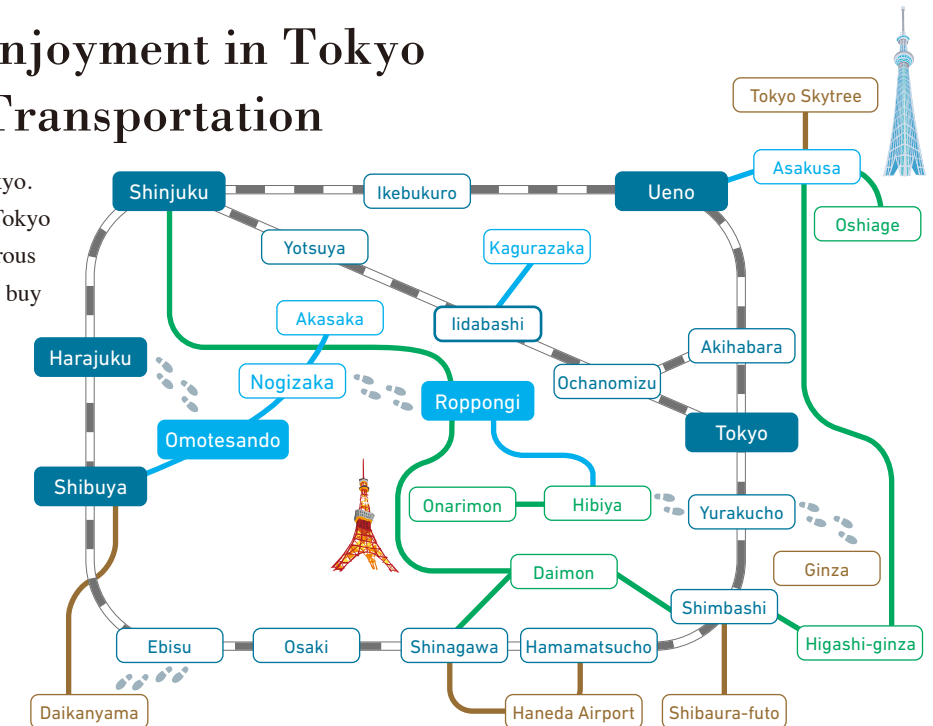 njoyment in Tokyo
Transportation
yo.
Tokyo
rous
buy
Tokyo Skytree
Asakusa
Oshiage
Shinjuku
Ikebukuro
Ueno
Yotsuya
Kagurazaka
Akasaka
Iidabashi
Harajuku
Akihabara
Nogizaka
Ochanomizu
Roppongi
Omotesando
Tokyo
Shibuya
Onarimon
Hibiya
Yurakucho
Daimon
Ginza
Shimbashi
Ebisu
Osaki
Shinagawa
Hamamatsucho
Higashi-ginza
Daikanyama
Haneda Airport
Shibaura-futo